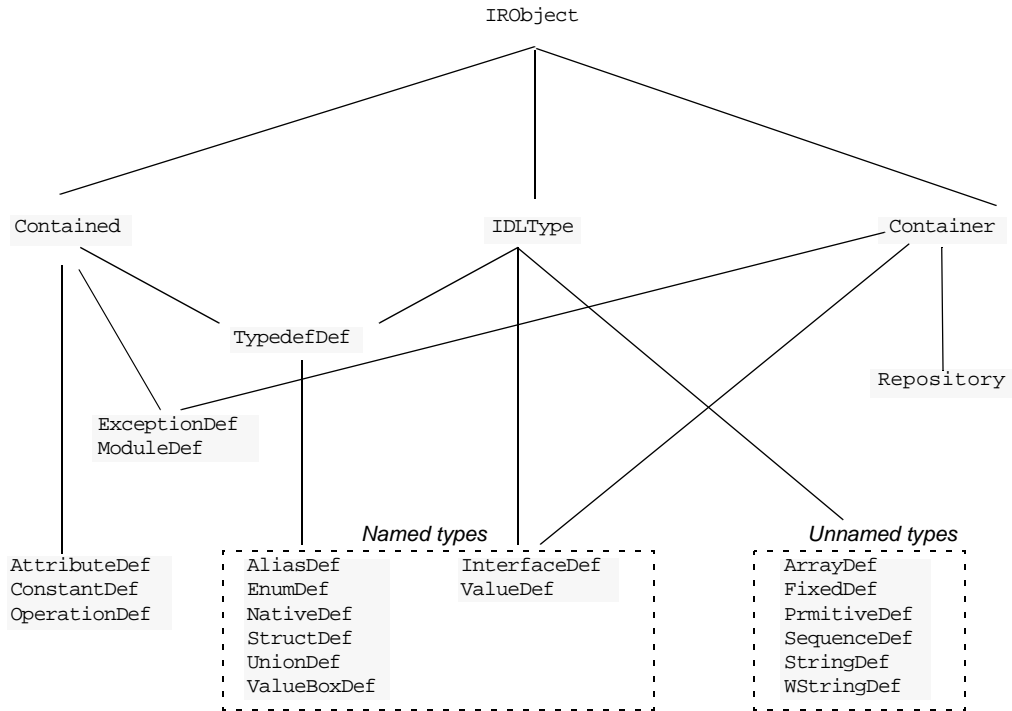 IRObject
Contained
IDLType
Container
TypedefDef
Repository
ExceptionDef
ModuleDef
Named types
Unnamed types
AttributeDef
ConstantDef
OperationDef
AliasDef
EnumDef
NativeDef
StructDef
UnionDef
ValueBoxDef
InterfaceDef
ValueDef
ArrayDef
FixedDef
PrmitiveDef
SequenceDef
StringDef
WStringDef